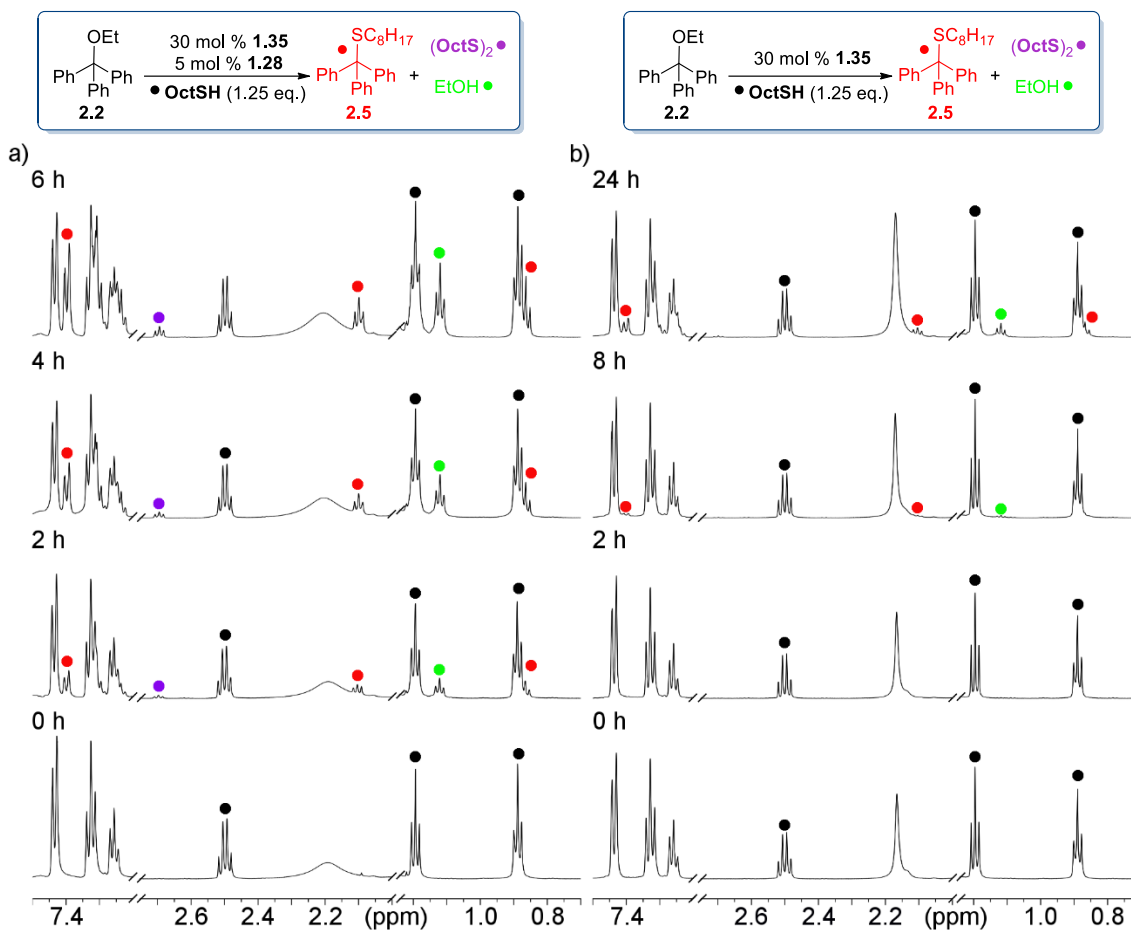 OEt
Ph
Ph
Ph
2.2
30 mol % 1.35
5 mol % 1.28
OctSH (1.25 eq.)
SC8H17
Ph
Ph
Ph
2.5
+
(OctS)2
EtOH
OEt
Ph
Ph
Ph
2.2
30 mol % 1.35
OctSH (1.25 eq.)
SC8H17
Ph
Ph
Ph
2.5
+
(OctS)2
EtOH
a)
6 h
4 h
2 h
0 h
7.4 2.6 2.2 (ppm) 1.0 0.8
b)
24 h
8 h
2 h
0 h
7.4 2.6 2.2 (ppm) 1.0 0.8